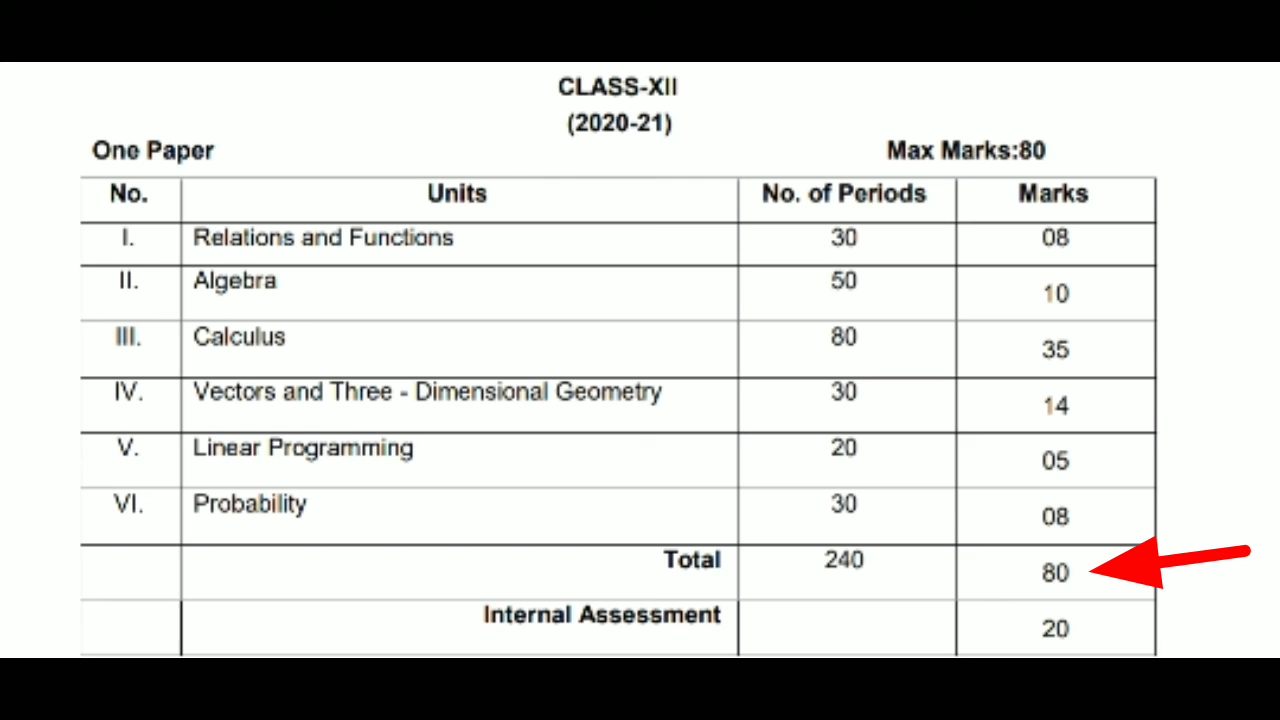 CLASS-XII
(2020-21)
One Paper Max Marks:80
No. Units No. of Periods Marks
I. Relations and Functions 30 08
II. Algebra 50 10
III. Calculus 80 35
IV. Vectors and Three - Dimensional Geometry 30 14
V. Linear Programming 20 05
VI. Probability 30 08
Total 240 80
Internal Assessment 20